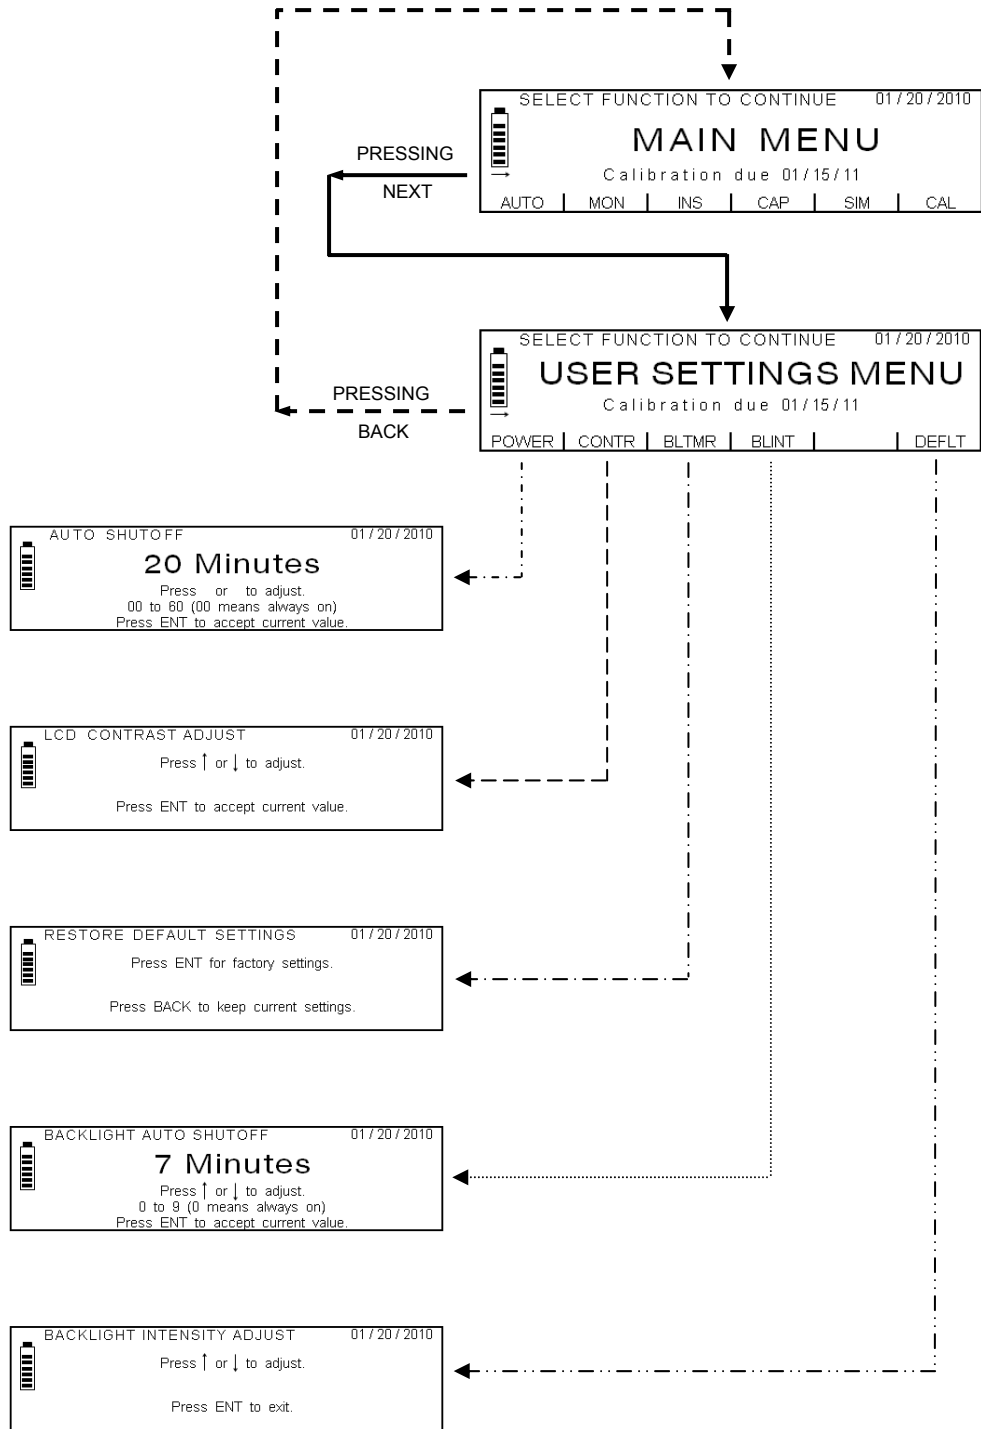 SELECT FUNCTION TO CONTINUE 01/20/2010
MAIN MENU
Calibration due 01/15/11
→
AUTO MON INS CAP SIM CAL
PRESSING
NEXT
SELECT FUNCTION TO CONTINUE 01/20/2010
USER SETTINGS MENU
Calibration due 01/15/11
→
POWER CONTR BLTMR BLINT DEFLT
PRESSING
BACK
AUTO SHUTOFF 01/20/2010
20 Minutes
Press or to adjust.
00 to 60 (00 means always on)
Press ENT to accept current value.
LCD CONTRAST ADJUST 01/20/2010
Press ↑ or ↓ to adjust.
Press ENT to accept current value.
RESTORE DEFAULT SETTINGS 01/20/2010
Press ENT for factory settings.
Press BACK to keep current settings.
BACKLIGHT AUTO SHUTOFF 01/20/2010
7 Minutes
Press ↑ or ↓ to adjust.
0 to 9 (0 means always on)
Press ENT to accept current value.
BACKLIGHT INTENSITY ADJUST 01/20/2010
Press ↑ or ↓ to adjust.
Press ENT to exit.